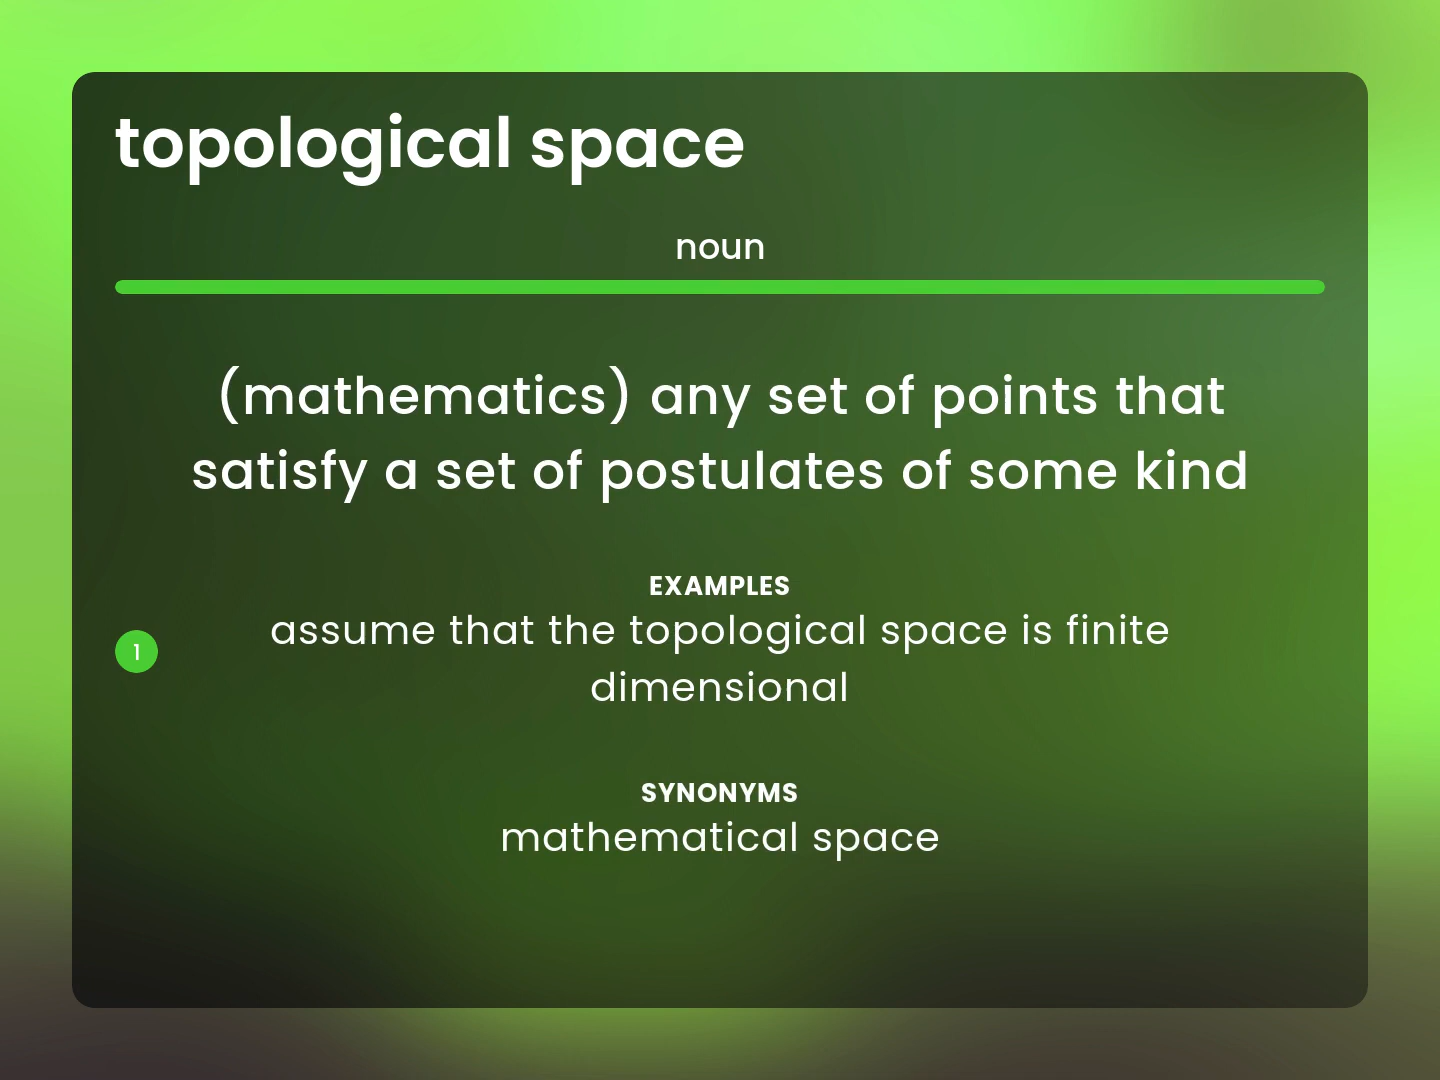 topological space
noun
(mathematics) any set of points that
satisfy a set of postulates of some kind
EXAMPLES
1
assume that the topological space is finite
dimensional
SYNONYMS
mathematical space